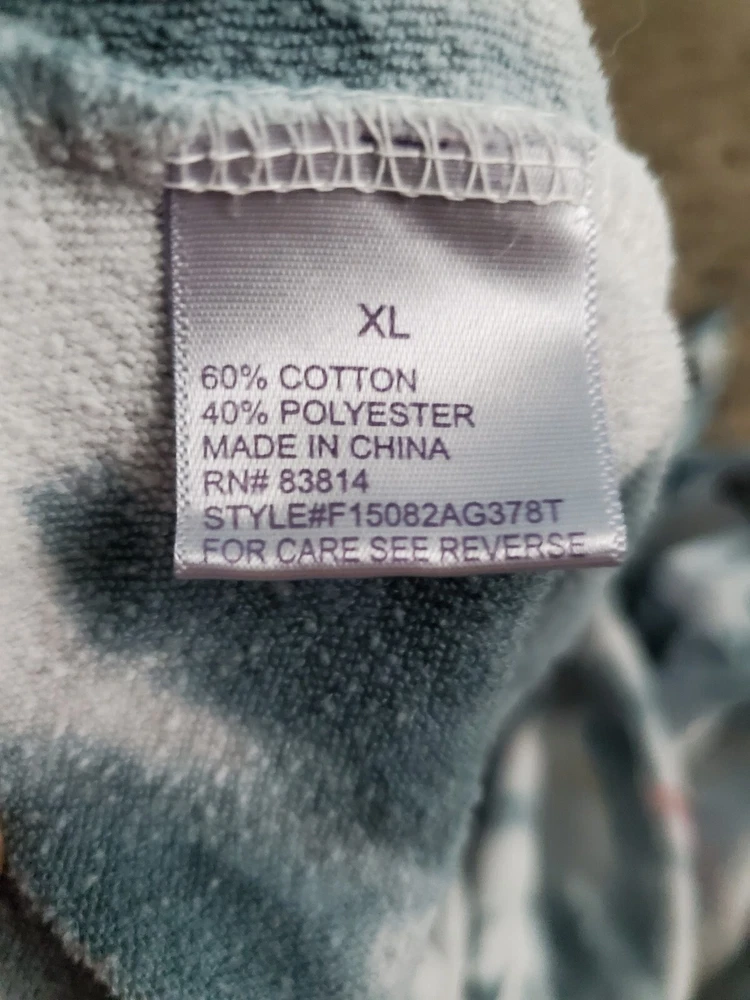 XL
60% COTTON
40% POLYESTER
MADE IN CHINA
RN# 83814
STYLE#F15082AG378T
FOR CARE SEE REVERSE